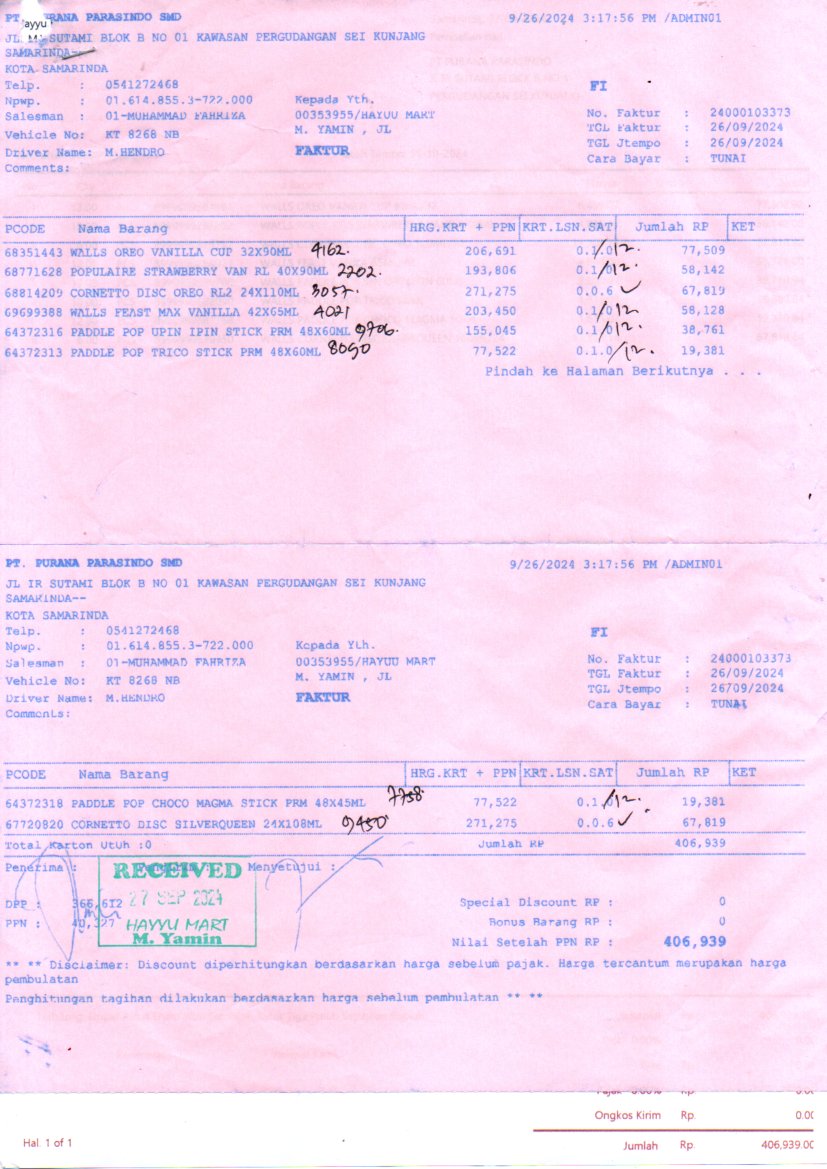 ayyu
PT. PURANA PARASINDO SMD 9/26/2024 3:17:56 PM /ADMIN01
JL SUTAMI BLOK B NO 01 KAWASAN PERGUDANGAN SEI KUNJANG
SAMARINDA--
KOTA SAMARINDA
Telp. : 0541272468 FI
Npwp. : 01.614.855.3-722.000 Kepada Yth. No. Faktur : 24000103373
Salesman : 01-MUHAMMAD FAHRIZA 00353955/HAYUU MART TGL Faktur : 26/09/2024
Vehicle No: KT 8268 NB M. YAMIN , JL TGL Jtempo : 26/09/2024
Driver Name: M.HENDRO FAKTUR Cara Bayar : TUNAI
Comments:
PCODE Nama Barang HRG.KRT + PPN KRT.LSN.SAT Jumlah RP KET
68351443 WALLS OREO VANILLA CUP 32X90ML 4162. 206,691 0.1/0 12. 77,509
68771628 POPULAIRE STRAWBERRY VAN RL 40X90ML 2202. 193,806 0.1/0 12. 58,142
68814209 CORNETTO DISC OREO RL2 24X110ML 3057. 271,275 0.0.6 ✓ 67,819
69699388 WALLS FEAST MAX VANILLA 42X65ML 4021 203,450 0.1/0 12 58,128
64372316 PADDLE POP UPIN IPIN STICK PRM 48X60ML 9706. 155,045 0.1/0 12. 38,761
64372313 PADDLE POP TRICO STICK PRM 48X60ML 8090 77,522 0.1.0/12. 19,381
Pindah ke Halaman Berikutnya . . .
PT. PURANA PARASINDO SMD 9/26/2024 3:17:56 PM /ADMIN01
JL IR SUTAMI BLOK B NO 01 KAWASAN PERGUDANGAN SEI KUNJANG
SAMARINDA--
KOTA SAMARINDA
Telp. : 0541272468 FI
Npwp. : 01.614.855.3-722.000 Kepada Yth. No. Faktur : 24000103373
Salesman : 01-MUHAMMAD FAHRIZA 00353955/HAYUU MART TGL Faktur : 26/09/2024
Vehicle No: KT 8268 NB M. YAMIN , JL TGL Jtempo : 26/09/2024
Driver Name: M.HENDRO FAKTUR Cara Bayar : TUNAI
Comments:
PCODE Nama Barang HRG.KRT + PPN KRT.LSN.SAT Jumlah RP KET
64372318 PADDLE POP CHOCO MAGMA STICK PRM 48X45ML 7758 77,522 0.1.0/12. 19,381
67720820 CORNETTO DISC SILVERQUEEN 24X108ML 9450 271,275 0.0.6 ✓ 67,819
Total Karton Utuh :0 Jumlah RP 406,939
Penerima : Menyetujui :
RECEIVED
27 SEP 2024
HAYYU MART
M. Yamin
DPP : 366,612 Special Discount RP : 0
PPN : 40,327 Bonus Barang RP : 0
Nilai Setelah PPN RP : 406,939
** ** Disclaimer: Discount diperhitungkan berdasarkan harga sebelum pajak. Harga tercantum merupakan harga
pembulatan
Penghitungan tagihan dilakukan berdasarkan harga sebelum pembulatan ** **
Ongkos Kirim Rp. 0.00
Hal. 1 of 1 Jumlah Rp. 406,939.00